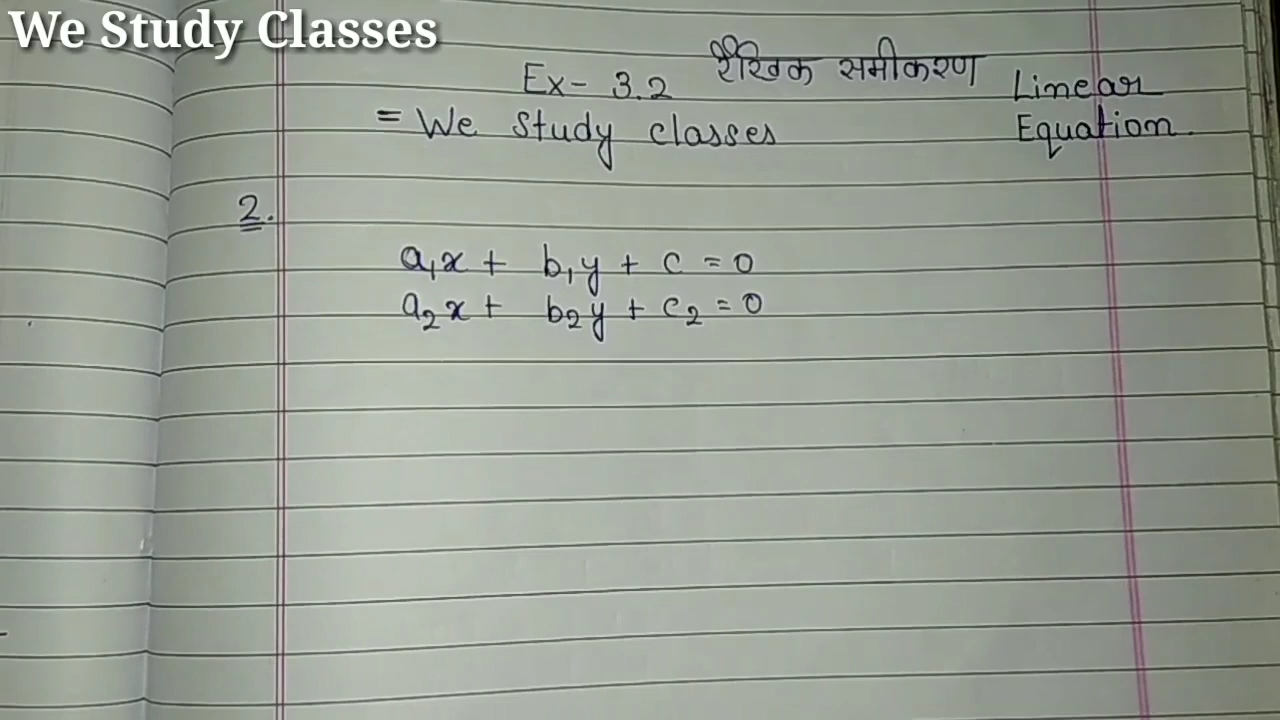 We Study Classes
Ex- 3.2 रैखिक समीकरण Linear
= We study classes Equation.
2.
a₁x + b₁y + c = 0
a₂x + b₂y + c₂ = 0